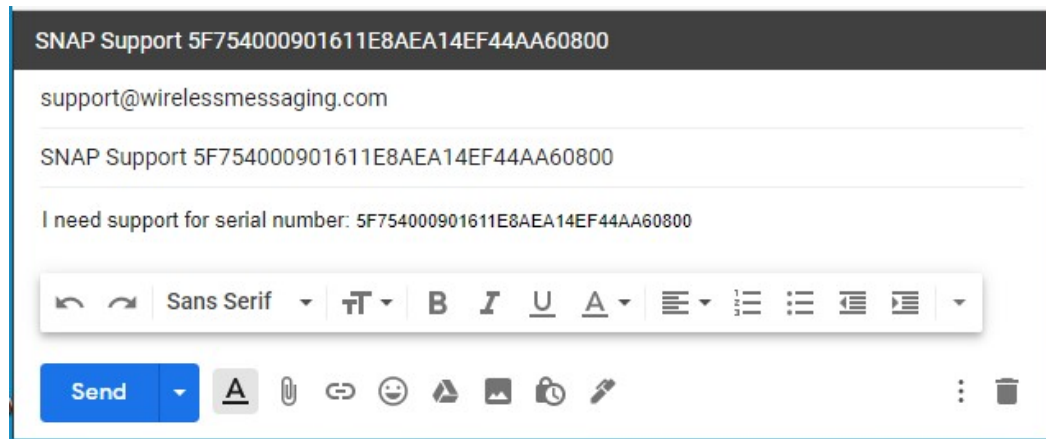 SNAP Support 5F754000901611E8AEA14EF44AA60800
support@wirelessmessaging.com
SNAP Support 5F754000901611E8AEA14EF44AA60800
I need support for serial number: 5F754000901611E8AEA14EF44AA60800
Sans Serif
Send